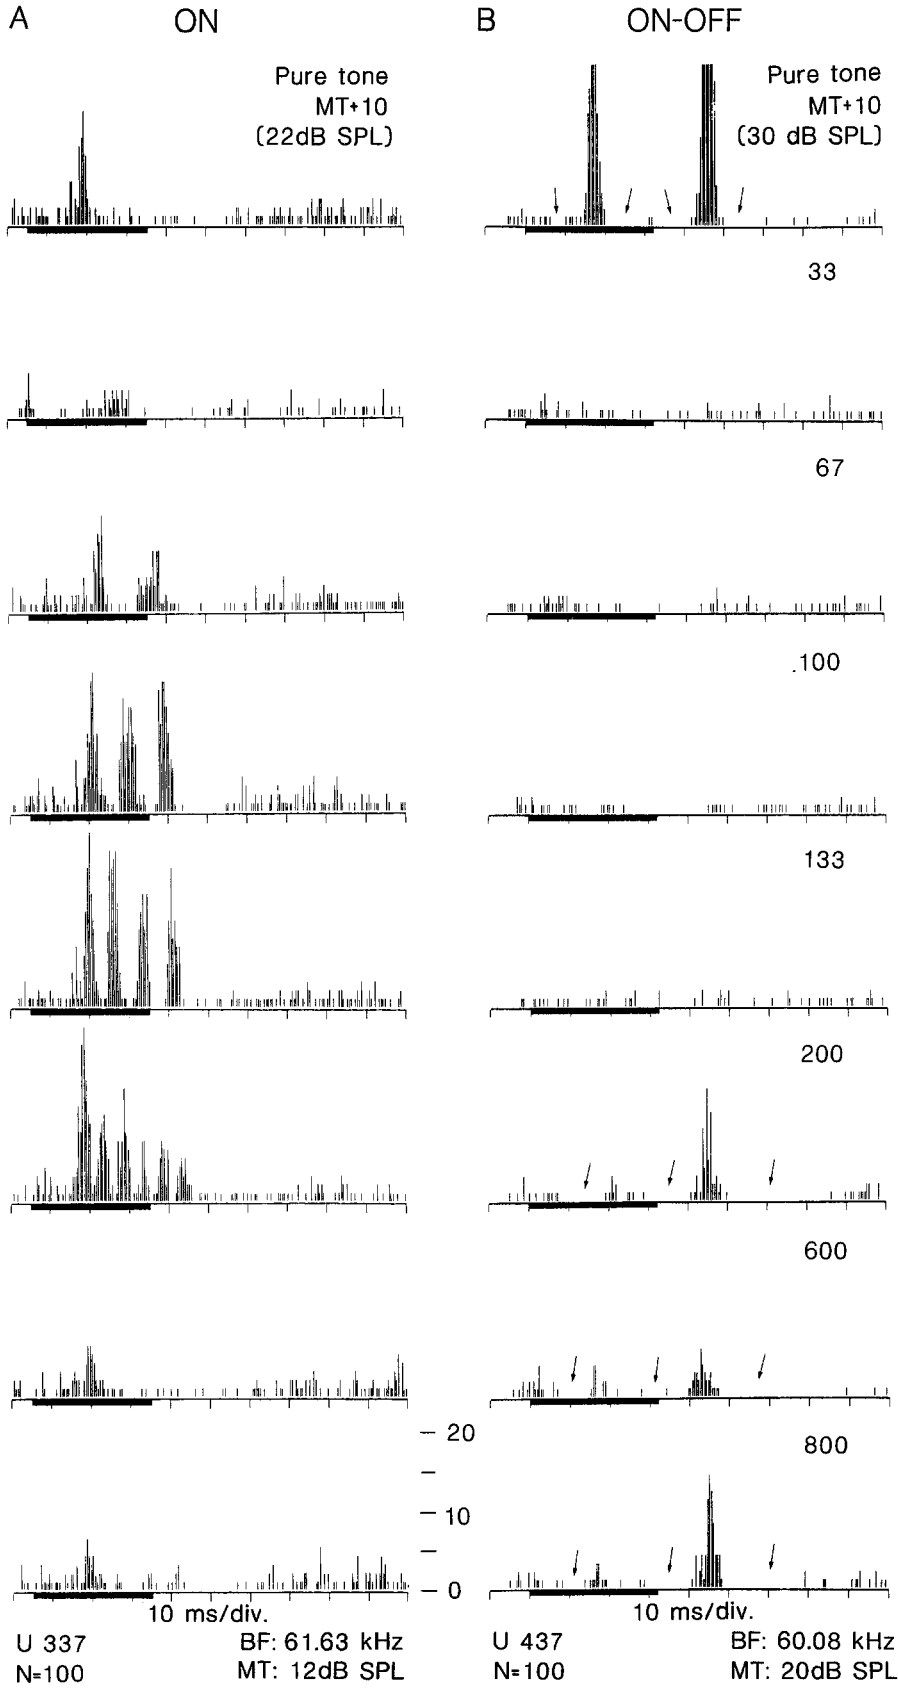 A ON B ON-OFF
Pure tone Pure tone
MT+10 MT+10
(22dB SPL) (30 dB SPL)
33
67
100
133
200
600
20
800
10
0
10 ms/div. 10 ms/div.
U 337 BF: 61.63 kHz U 437 BF: 60.08 kHz
N=100 MT: 12dB SPL N=100 MT: 20dB SPL